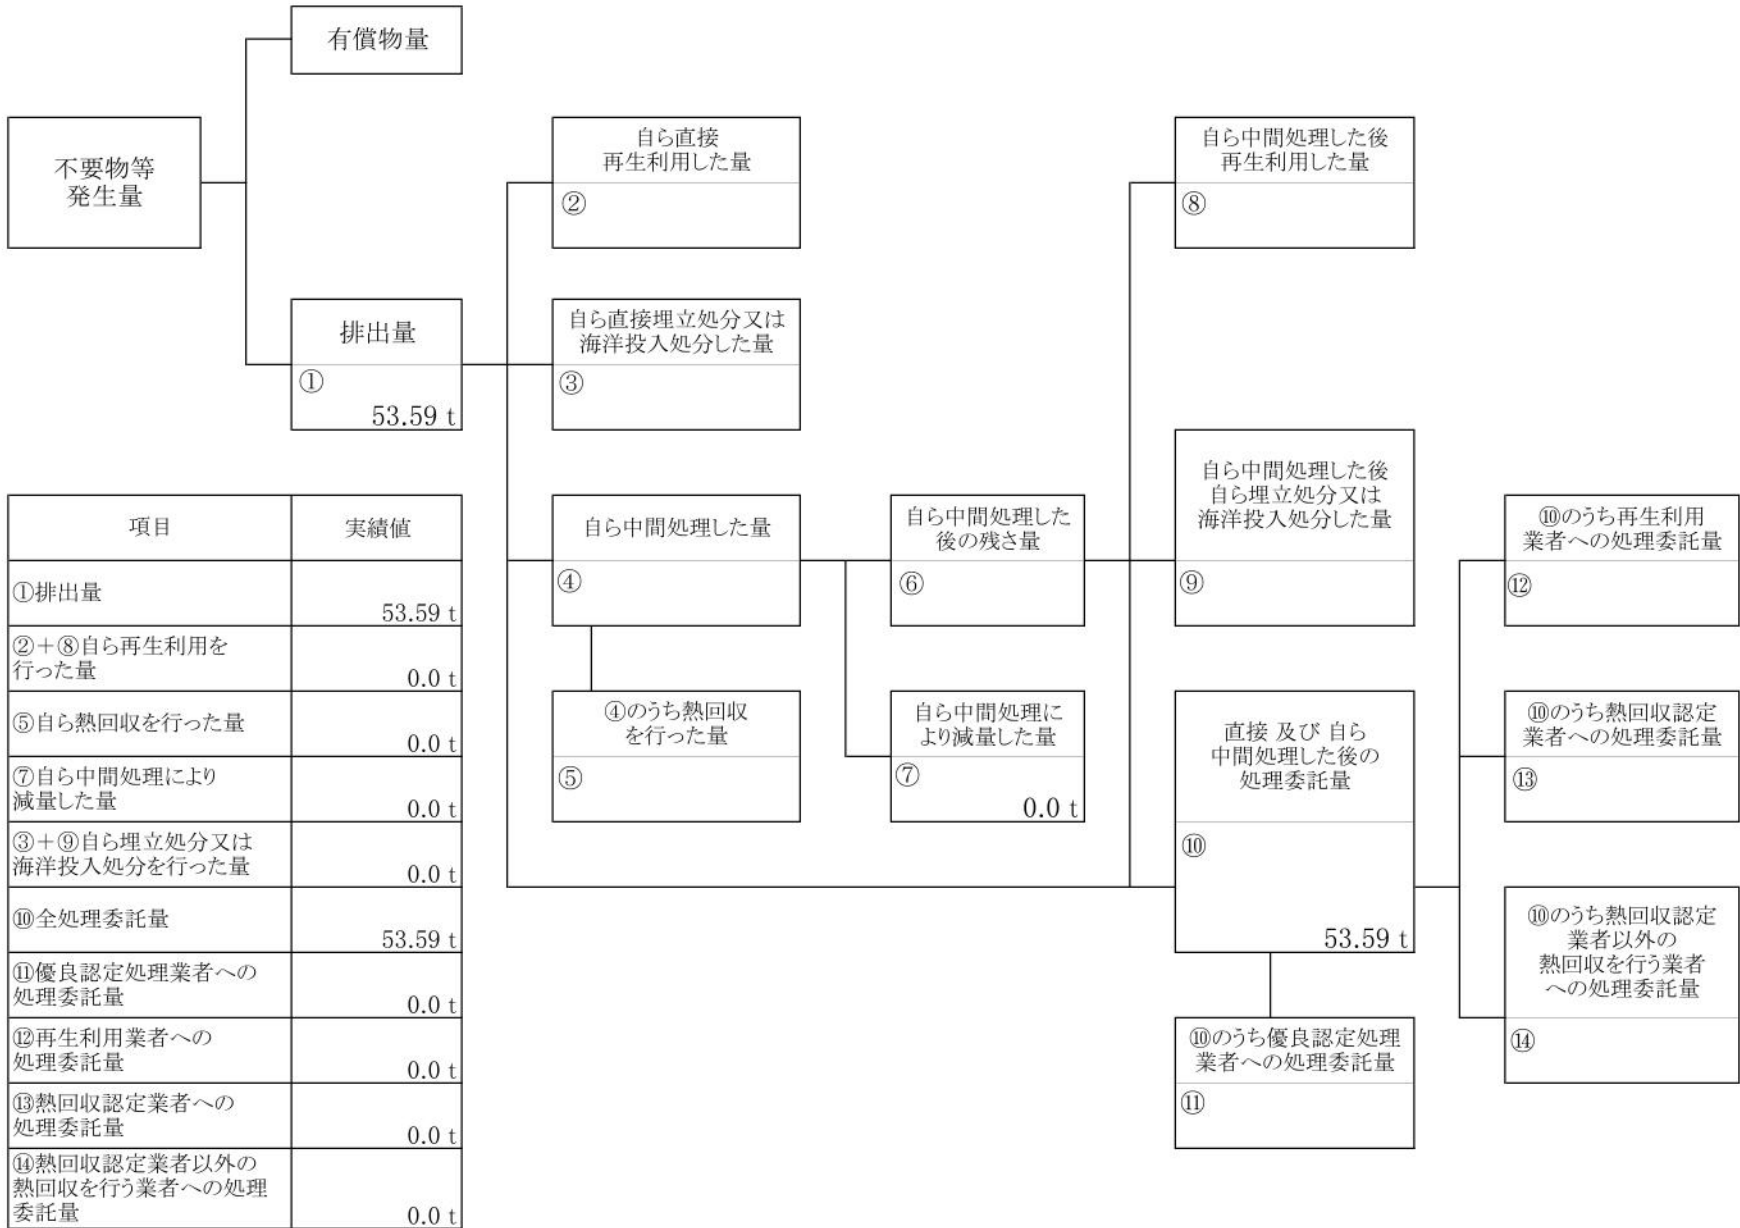 有償物量
不要物等
発生量
排出量
①
53.59 t
自ら直接
再生利用した量
②
自ら直接埋立処分又は
海洋投入処分した量
③
自ら中間処理した量
④
④のうち熱回収
を行った量
⑤
自ら中間処理した
後の残さ量
⑥
自ら中間処理に
より減量した量
⑦
0.0 t
自ら中間処理した後
再生利用した量
⑧
自ら中間処理した後
自ら埋立処分又は
海洋投入処分した量
⑨
直接 及び 自ら
中間処理した後の
処理委託量
⑩
53.59 t
⑩のうち優良認定処理
業者への処理委託量
⑪
⑩のうち再生利用
業者への処理委託量
⑫
⑩のうち熱回収認定
業者への処理委託量
⑬
⑩のうち熱回収認定
業者以外の
熱回収を行う業者
への処理委託量
⑭
項目 実績値
①排出量
53.59 t
②＋⑧自ら再生利用を
行った量
0.0 t
⑤自ら熱回収を行った量
0.0 t
⑦自ら中間処理により
減量した量
0.0 t
③＋⑨自ら埋立処分又は
海洋投入処分を行った量
0.0 t
⑩全処理委託量
53.59 t
⑪優良認定処理業者への
処理委託量
0.0 t
⑫再生利用業者への
処理委託量
0.0 t
⑬熱回収認定業者への
処理委託量
0.0 t
⑭熱回収認定業者以外の
熱回収を行う業者への処理
委託量
0.0 t